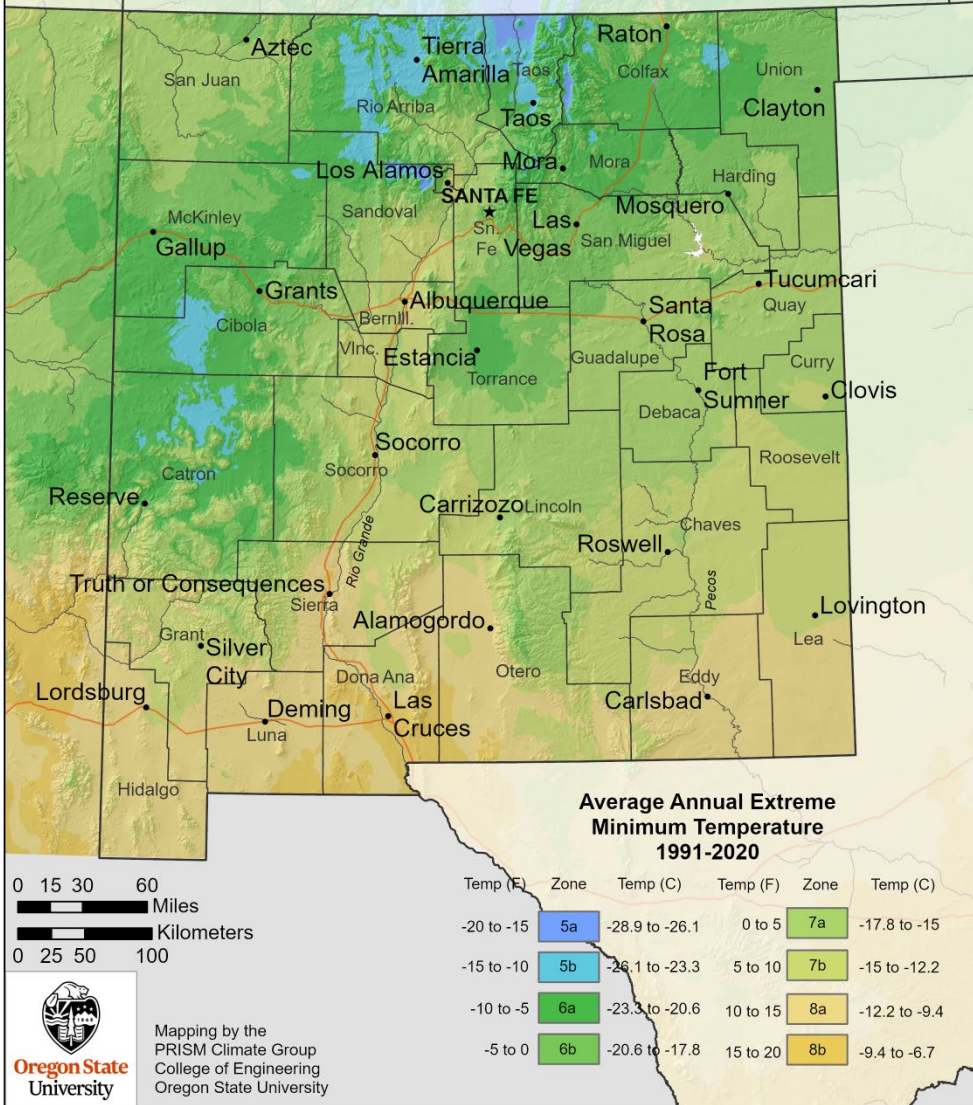 Aztec
Tierra
Amarilla
Raton
San Juan
Taos
Colfax
Union
Rio Arriba
Taos
Clayton
Los Alamos
Mora
Mora
Harding
SANTA FE
Mosquero
Sandoval
McKinley
Gallup
Sn.
Fe
Las
Vegas
San Miguel
Grants
Albuquerque
Tucumcari
Cibola
Bernlll.
Santa
Rosa
Quay
Vlnc.
Estancia
Torrance
Guadalupe
Curry
Fort
Sumner
Clovis
Debaca
Socorro
Socorro
Roosevelt
Catron
Reserve
Carrizozo
Lincoln
Chaves
Rio Grande
Roswell
Pecos
Truth or Consequences
Sierra
Alamogordo
Lovington
Lea
Grant
Silver
City
Otero
Dona Ana
Eddy
Lordsburg
Deming
Las
Cruces
Carlsbad
Luna
Hidalgo
Average Annual Extreme
Minimum Temperature
1991-2020
Temp (F) Zone Temp (C) Temp (F) Zone Temp (C)
-20 to -15 5a -28.9 to -26.1 0 to 5 7a -17.8 to -15
-15 to -10 5b -26.1 to -23.3 5 to 10 7b -15 to -12.2
-10 to -5 6a -23.3 to -20.6 10 to 15 8a -12.2 to -9.4
-5 to 0 6b -20.6 to -17.8 15 to 20 8b -9.4 to -6.7
0 15 30 60
Miles
Kilometers
0 25 50 100
1868
Oregon State
University
Mapping by the
PRISM Climate Group
College of Engineering
Oregon State University